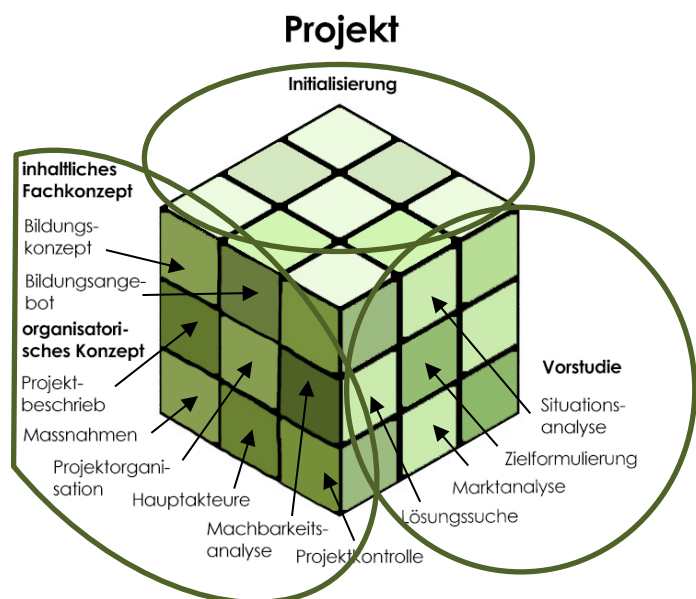 Projekt
Initialisierung
inhaltliches
Fachkonzept
Bildungs-
konzept
Bildungsange-
bot
organisatori-
sches Konzept
Projekt-
beschrieb
Massnahmen
Projektorgani-
sation
Hauptakteure
Machbarkeits-
analyse
Projektkontrolle
Vorstudie
Situations-
analyse
Zielformulierung
Marktanalyse
Lösungssuche